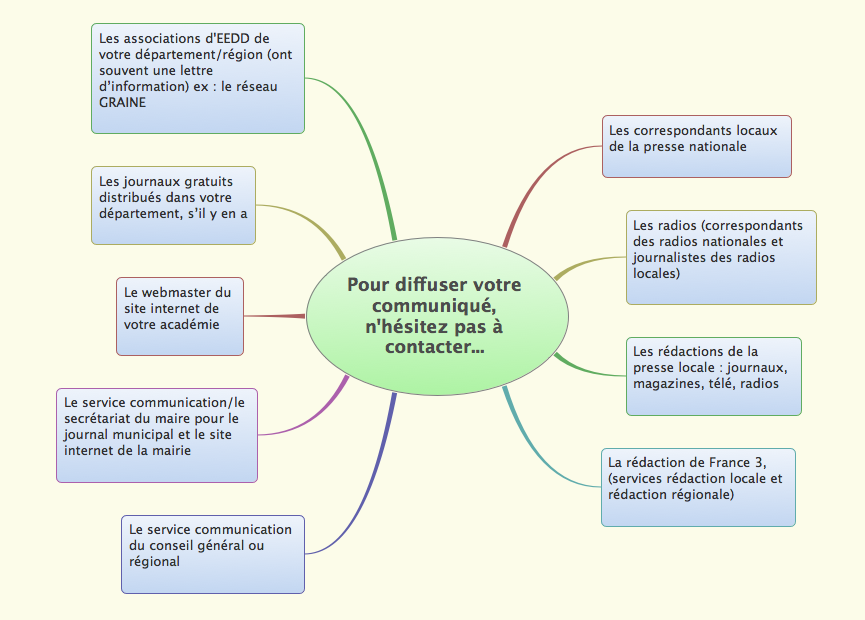 Les associations d'EEDD de
votre département/région (ont
souvent une lettre
d’information) ex : le réseau
GRAINE
Les journaux gratuits
distribués dans votre
département, s’il y en a
Le webmaster du
site internet de
votre académie
Le service communication/le
secrétariat du maire pour le
journal municipal et le site
internet de la mairie
Le service communication
du conseil général ou
régional
Pour diffuser votre
communiqué,
n'hésitez pas à
contacter...
Les correspondants locaux
de la presse nationale
Les radios (correspondants
des radios nationales et
journalistes des radios
locales)
Les rédactions de la
presse locale : journaux,
magazines, télé, radios
La rédaction de France 3,
(services rédaction locale et
rédaction régionale)